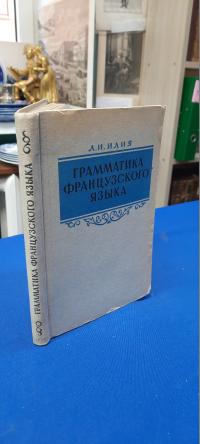 Л. И. ИЛИЯ
ГРАММАТИКА
ФРАНЦУЗСКОГО
ЯЗЫКА
ГРАММАТИКА ФРАНЦУЗСКОГО ЯЗЫКА